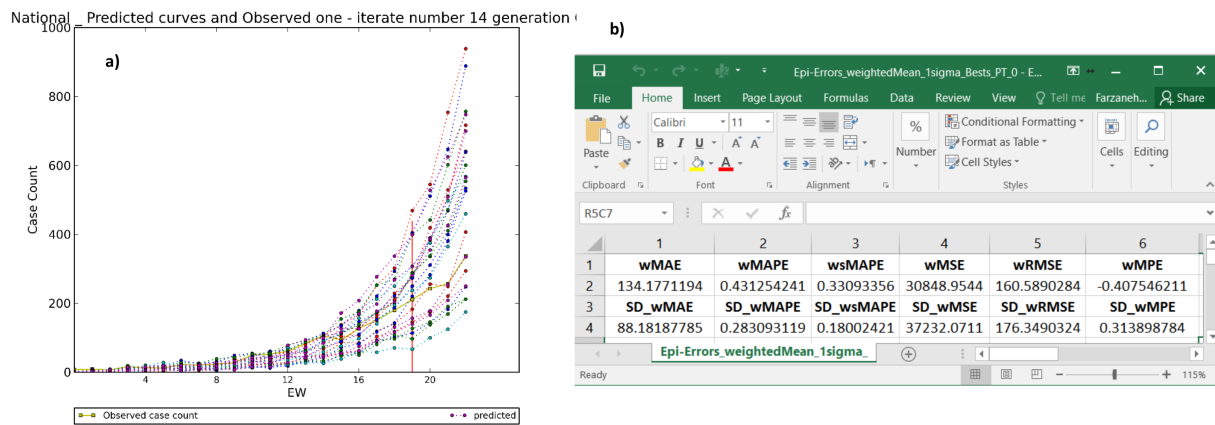 National _ Predicted curves and Observed one - iterate number 14 generation
a)
1000
800
600
400
200
0
Case Count
4
8
12
16
20
EW
Observed case count
predicted
b)
Epi-Errors_weightedMean_1sigma_Bests_PT_0 - E...
File Home Insert Page Layout Formulas Data Review View Tell me Farzaneh... Share
Paste
Calibri 11
B I U
A A
%
Number
Conditional Formatting
Format as Table
Cell Styles
Cells
Editing
Clipboard Font Alignment Styles
R5C7
fx
1 2 3 4 5 6
1 wMAE wMAPE wsMAPE wMSE wRMSE wMPE
2 134.1771194 0.431254241 0.33093356 30848.9544 160.5890284 -0.407546211
3 SD_wMAE SD_wMAPE SD_wsMAPE SD_wMSE SD_wRMSE SD_wMPE
4 88.18187785 0.283093119 0.18002421 37232.0711 176.3490324 0.313898784
Epi-Errors_weightedMean_1sigma_
Ready
115%